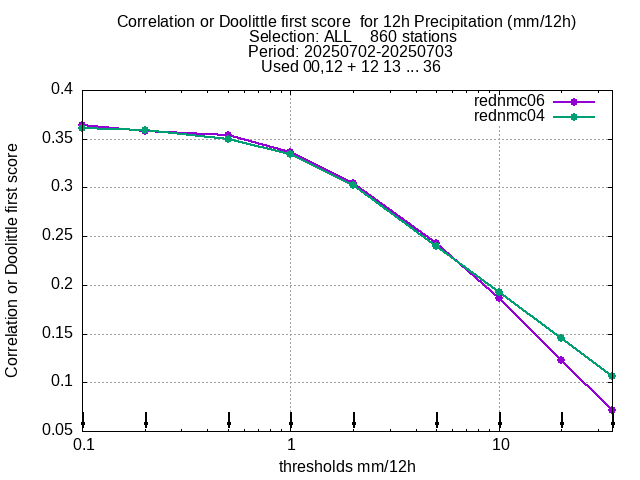 Correlation or Doolittle first score  for 12h Precipitation (mm/12h)
Selection: ALL    860 stations
Period: 20250702-20250703
Used 00,12 + 12 13 ... 36
rednmc06
rednmc04
Correlation or Doolittle first score
0.4
0.35
0.3
0.25
0.2
0.15
0.1
0.05
0.1
1
10
thresholds mm/12h